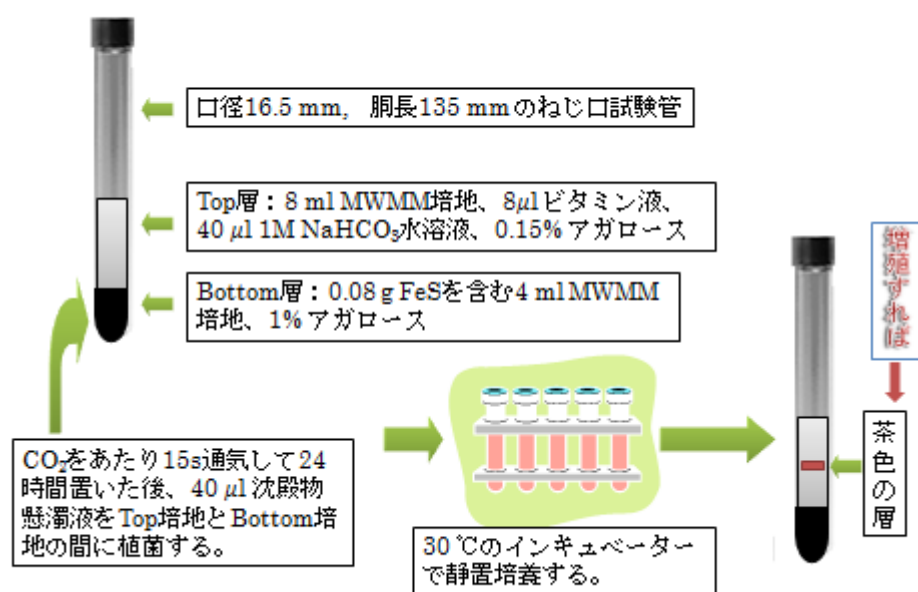 口径16.5 mm, 胴長135 mmのねじ口試験管
Top層：8 ml MWMM培地、8μlビタミン液、
40 μl 1M NaHCO₃水溶液、0.15% アガロース
Bottom層：0.08 g FeSを含む4 ml MWMM
培地、1% アガロース
増殖すれば
茶色の層
CO₂をあたり15s通気して24
時間置いた後、40 μl 沈殿物
懸濁液をTop培地とBottom培
地の間に植菌する。
30 ℃のインキュベーター
で静置培養する。